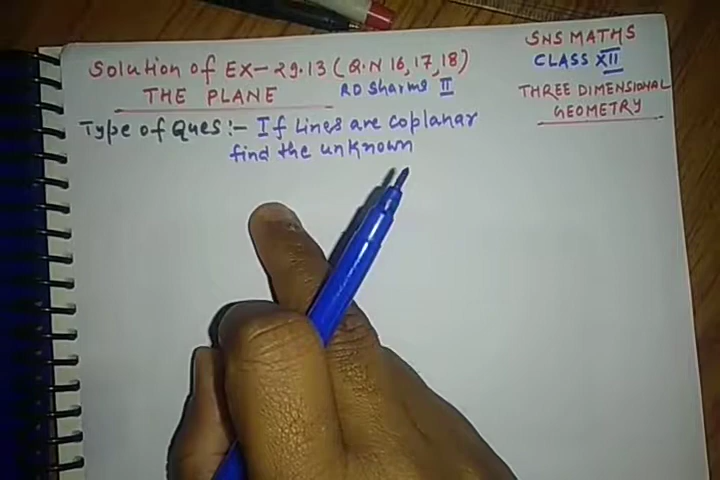 Solution of EX-29.13 (Q.N 16,17,18)
THE PLANE
RD Sharms II
Type of Ques:- If Lines are coplanar
find the unknown
SNS MATHS
CLASS XII
THREE DIMENSIONAL
GEOMETRY